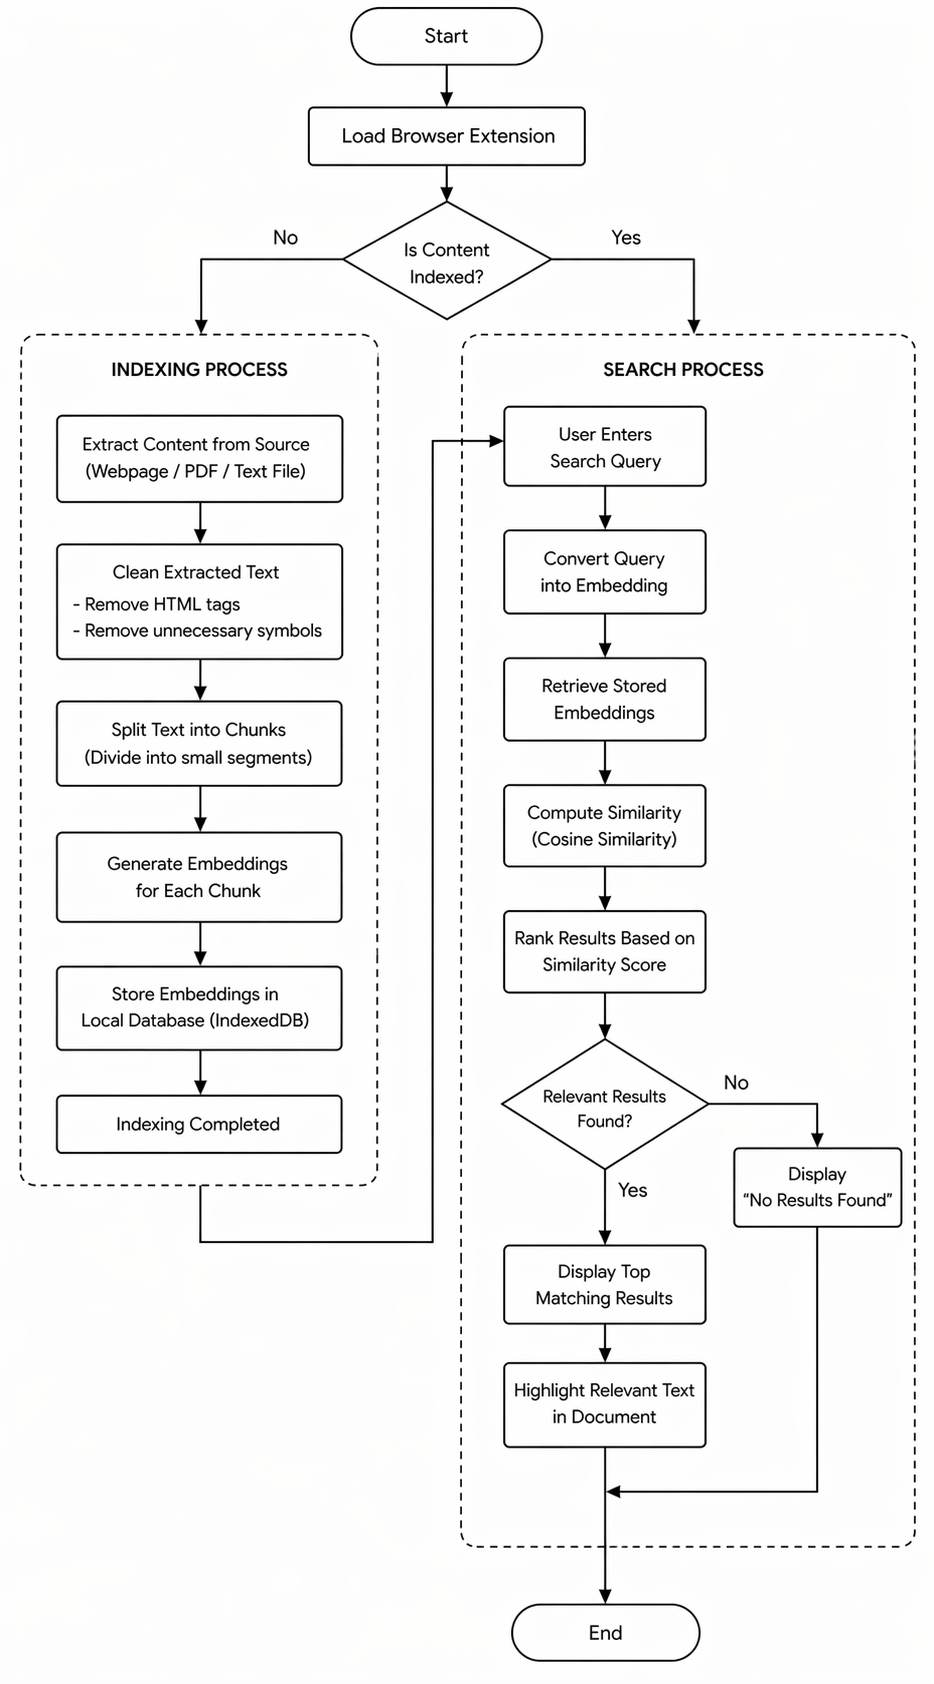 Start
Load Browser Extension
Is Content
Indexed?
No
Yes
INDEXING PROCESS
Extract Content from Source
(Webpage / PDF / Text File)
Clean Extracted Text
- Remove HTML tags
- Remove unnecessary symbols
Split Text into Chunks
(Divide into small segments)
Generate Embeddings
for Each Chunk
Store Embeddings in
Local Database (IndexedDB)
Indexing Completed
SEARCH PROCESS
User Enters
Search Query
Convert Query
into Embedding
Retrieve Stored
Embeddings
Compute Similarity
(Cosine Similarity)
Rank Results Based on
Similarity Score
Relevant Results
Found?
No
Display
“No Results Found”
Yes
Display Top
Matching Results
Highlight Relevant Text
in Document
End